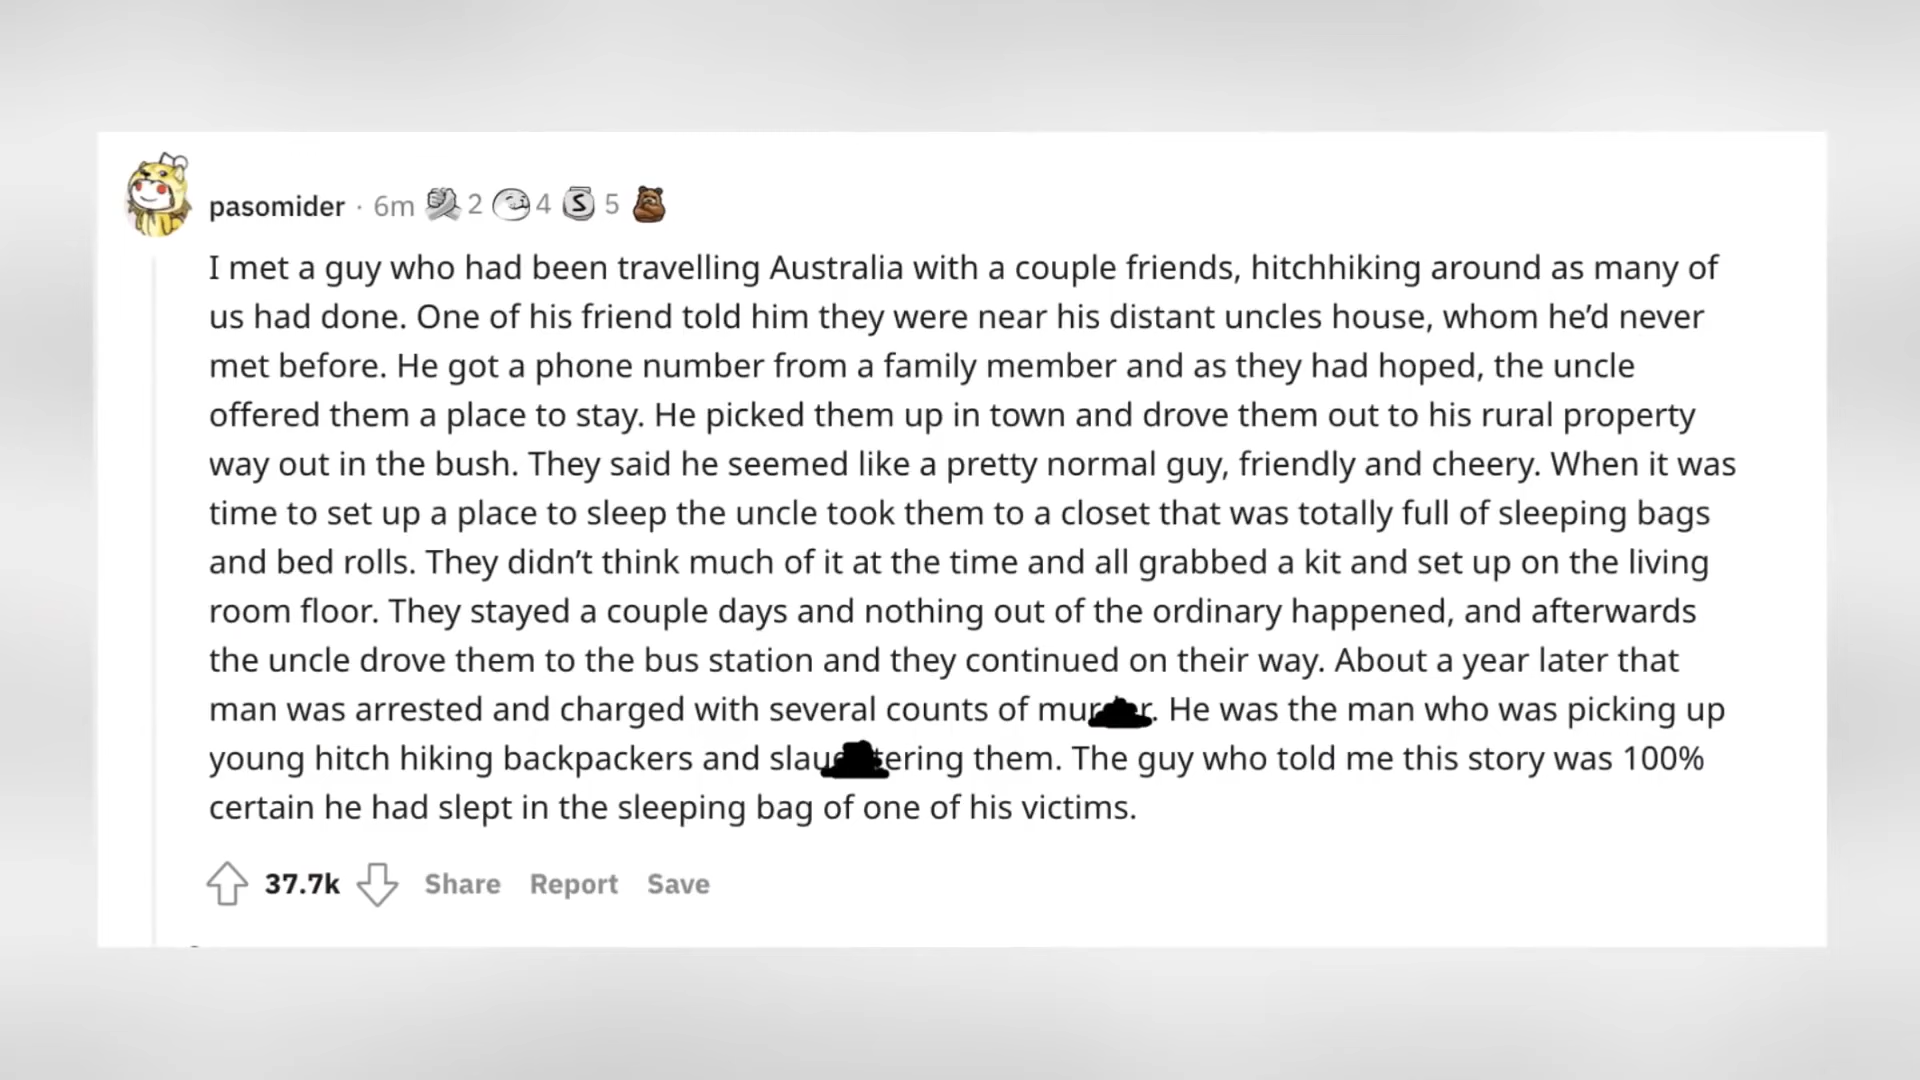 pasomider · 6m 2 4 S 5
I met a guy who had been travelling Australia with a couple friends, hitchhiking around as many of
us had done. One of his friend told him they were near his distant uncles house, whom he’d never
met before. He got a phone number from a family member and as they had hoped, the uncle
offered them a place to stay. He picked them up in town and drove them out to his rural property
way out in the bush. They said he seemed like a pretty normal guy, friendly and cheery. When it was
time to set up a place to sleep the uncle took them to a closet that was totally full of sleeping bags
and bed rolls. They didn’t think much of it at the time and all grabbed a kit and set up on the living
room floor. They stayed a couple days and nothing out of the ordinary happened, and afterwards
the uncle drove them to the bus station and they continued on their way. About a year later that
man was arrested and charged with several counts of . He was the man who was picking up
young hitch hiking backpackers and them. The guy who told me this story was 100%
certain he had slept in the sleeping bag of one of his victims.
37.7k Share Report Save